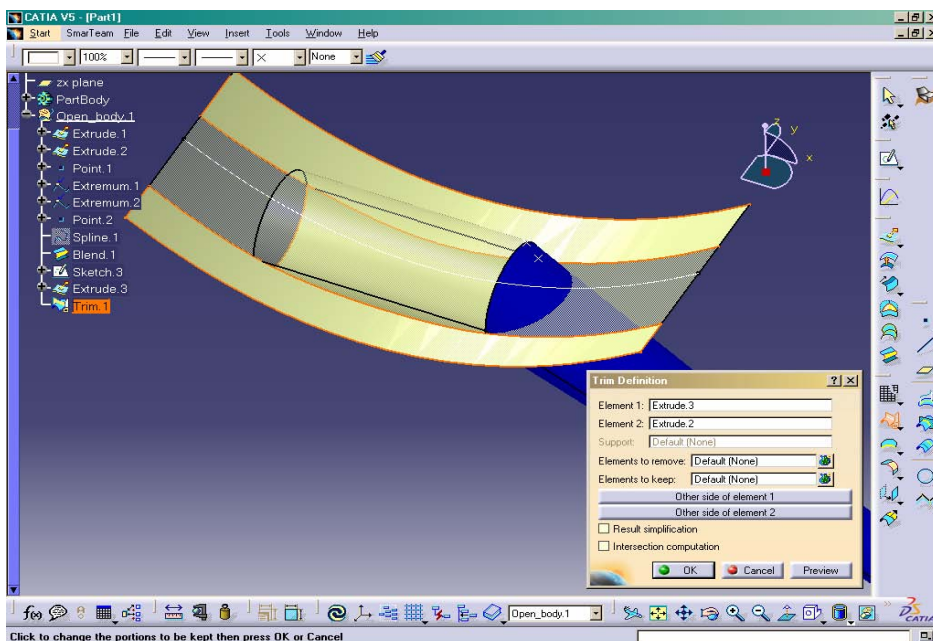 CATIA V5 - [Part1]
Start SmarTeam File Edit View Insert Tools Window Help
100% None
zx plane
PartBody
Open_body.1
Extrude.1
Extrude.2
Point.1
Extremum.1
Extremum.2
Point.2
Spline.1
Blend.1
Sketch.3
Extrude.3
Trim.1
z
y
x
Trim Definition
Element 1: Extrude.3
Element 2: Extrude.2
Support: Default (None)
Elements to remove: Default (None)
Elements to keep: Default (None)
Other side of element 1
Other side of element 2
Result simplification
Intersection computation
OK Cancel Preview
f(x) Open_body.1
CATIA
Click to change the portions to be kept then press OK or Cancel